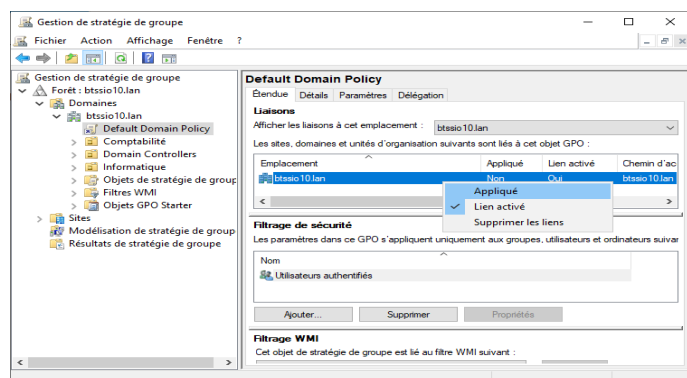 Gestion de stratégie de groupe
Fichier Action Affichage Fenêtre ?
Gestion de stratégie de groupe
Forêt : btssio10.lan
Domaines
btssio10.lan
Default Domain Policy
Comptabilité
Domain Controllers
Informatique
Objets de stratégie de group
Filtres WMI
Objets GPO Starter
Sites
Modélisation de stratégie de group
Résultats de stratégie de groupe
Default Domain Policy
Étendue Détails Paramètres Délégation
Liaisons
Afficher les liaisons à cet emplacement : btssio10.lan
Les sites, domaines et unités d'organisation suivants sont liés à cet objet GPO :
Emplacement Appliqué Lien activé Chemin d'ac
btssio10.lan Non Oui btssio10.lan
Appliqué
Lien activé
Supprimer les liens
Filtrage de sécurité
Les paramètres dans ce GPO s'appliquent uniquement aux groupes, utilisateurs et ordinateurs suivar
Nom
Utilisateurs authentifiés
Ajouter... Supprimer Propriétés
Filtrage WMI
Cet objet de stratégie de groupe est lié au filtre WMI suivant :